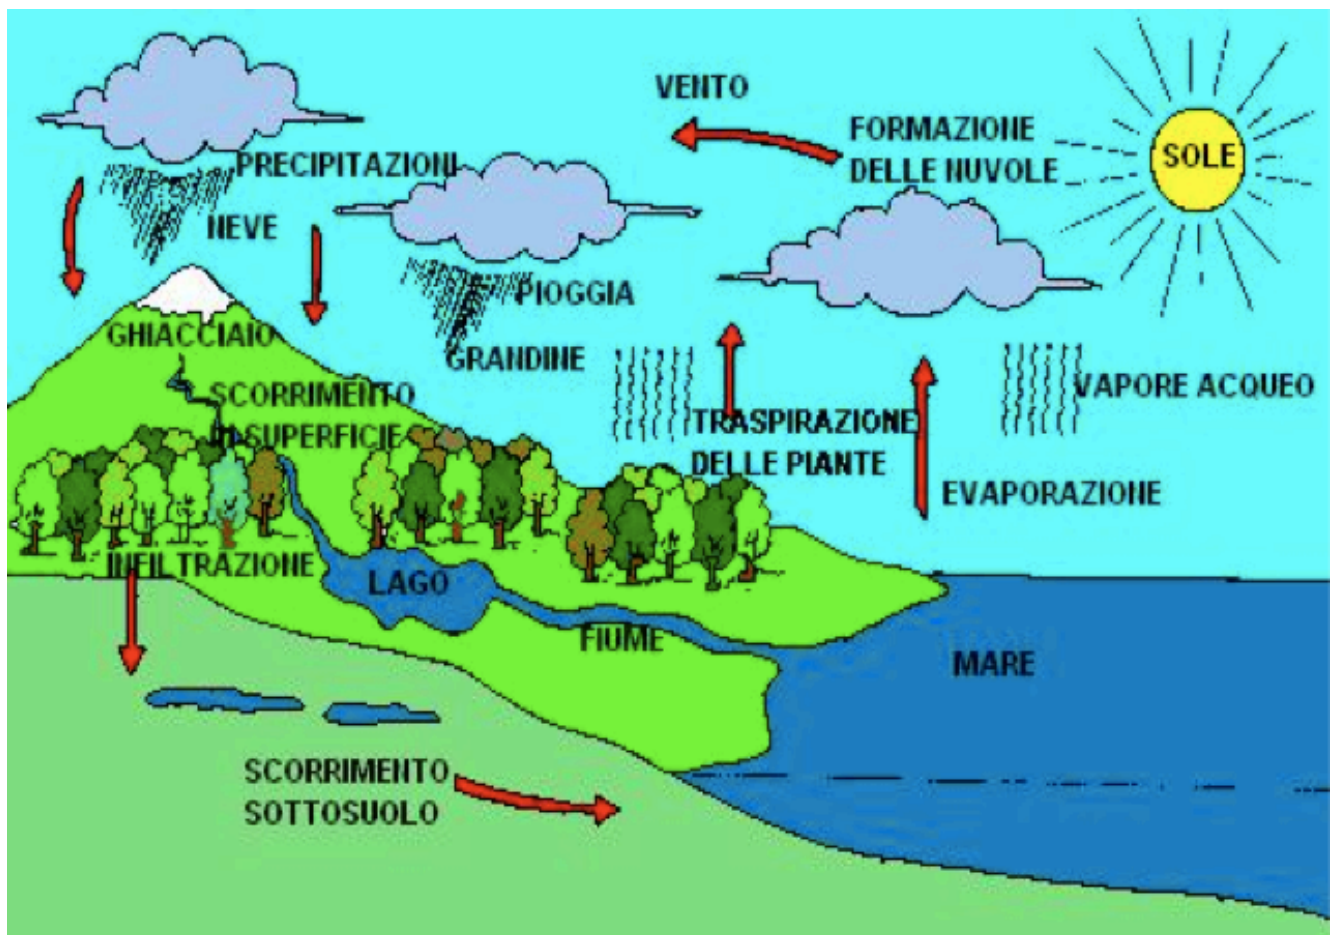 VENTO
FORMAZIONE
DELLE NUVOLE
SOLE
PRECIPITAZIONI
NEVE
PIOGGIA
GRANDINE
GHIACCIAIO
SCORRIMENTO
DI SUPERFICIE
TRASPIRAZIONE
DELLE PIANTE
VAPORE ACQUEO
EVAPORAZIONE
INFILTRAZIONE
LAGO
FIUME
MARE
SCORRIMENTO
SOTTOSUOLO